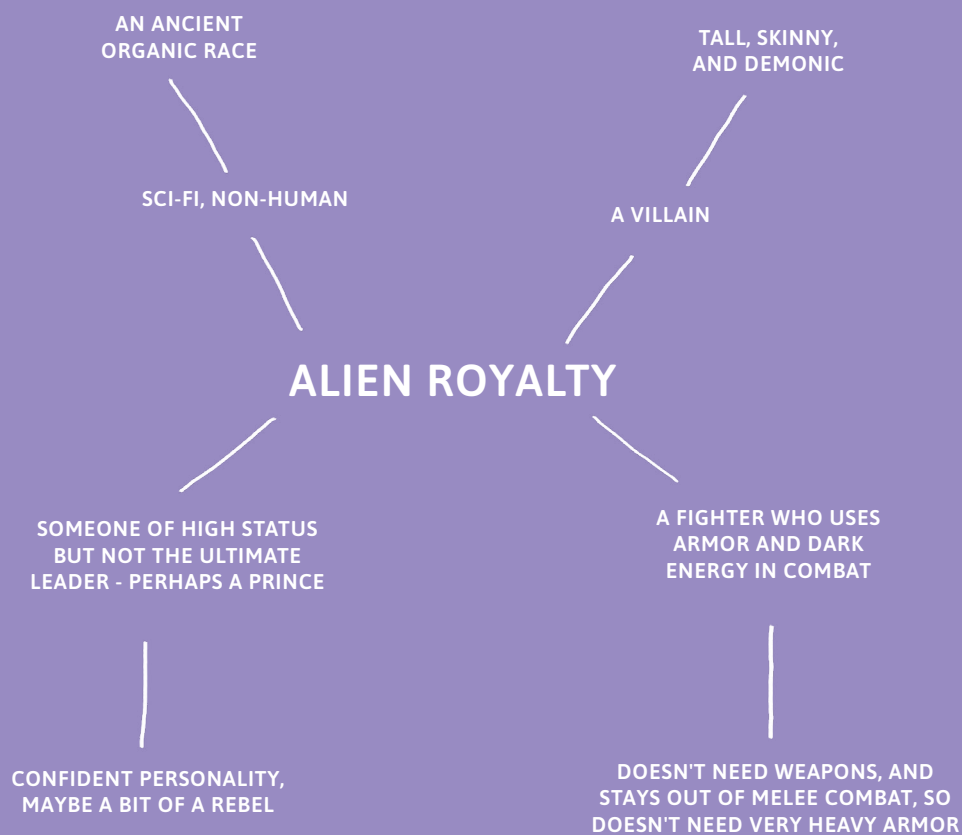 AN ANCIENT
ORGANIC RACE
TALL, SKINNY,
AND DEMONIC
SCI-FI, NON-HUMAN
A VILLAIN
ALIEN ROYALTY
SOMEONE OF HIGH STATUS
BUT NOT THE ULTIMATE
LEADER - PERHAPS A PRINCE
A FIGHTER WHO USES
ARMOR AND DARK
ENERGY IN COMBAT
CONFIDENT PERSONALITY,
MAYBE A BIT OF A REBEL
DOESN'T NEED WEAPONS, AND
STAYS OUT OF MELEE COMBAT, SO
DOESN'T NEED VERY HEAVY ARMOR